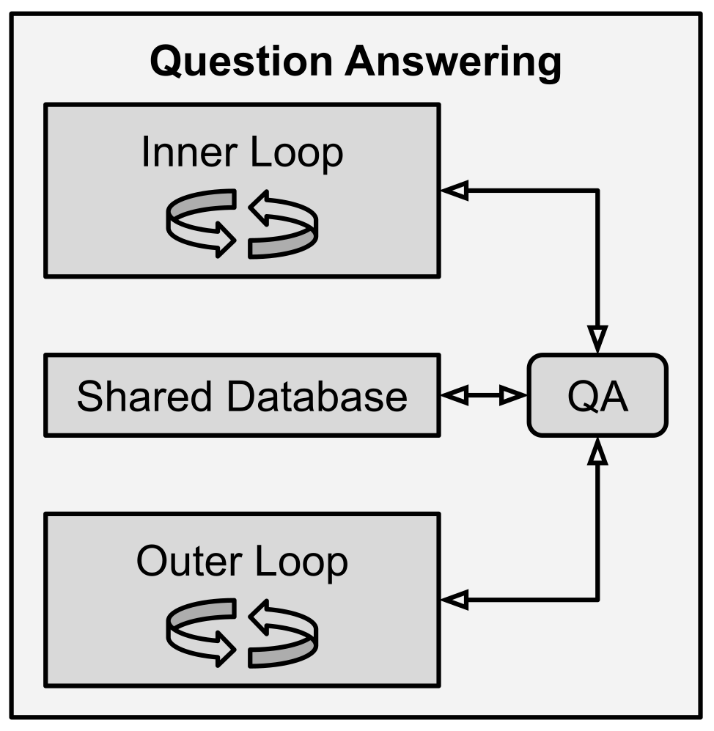 Question Answering
Inner Loop
Shared Database
QA
Outer Loop